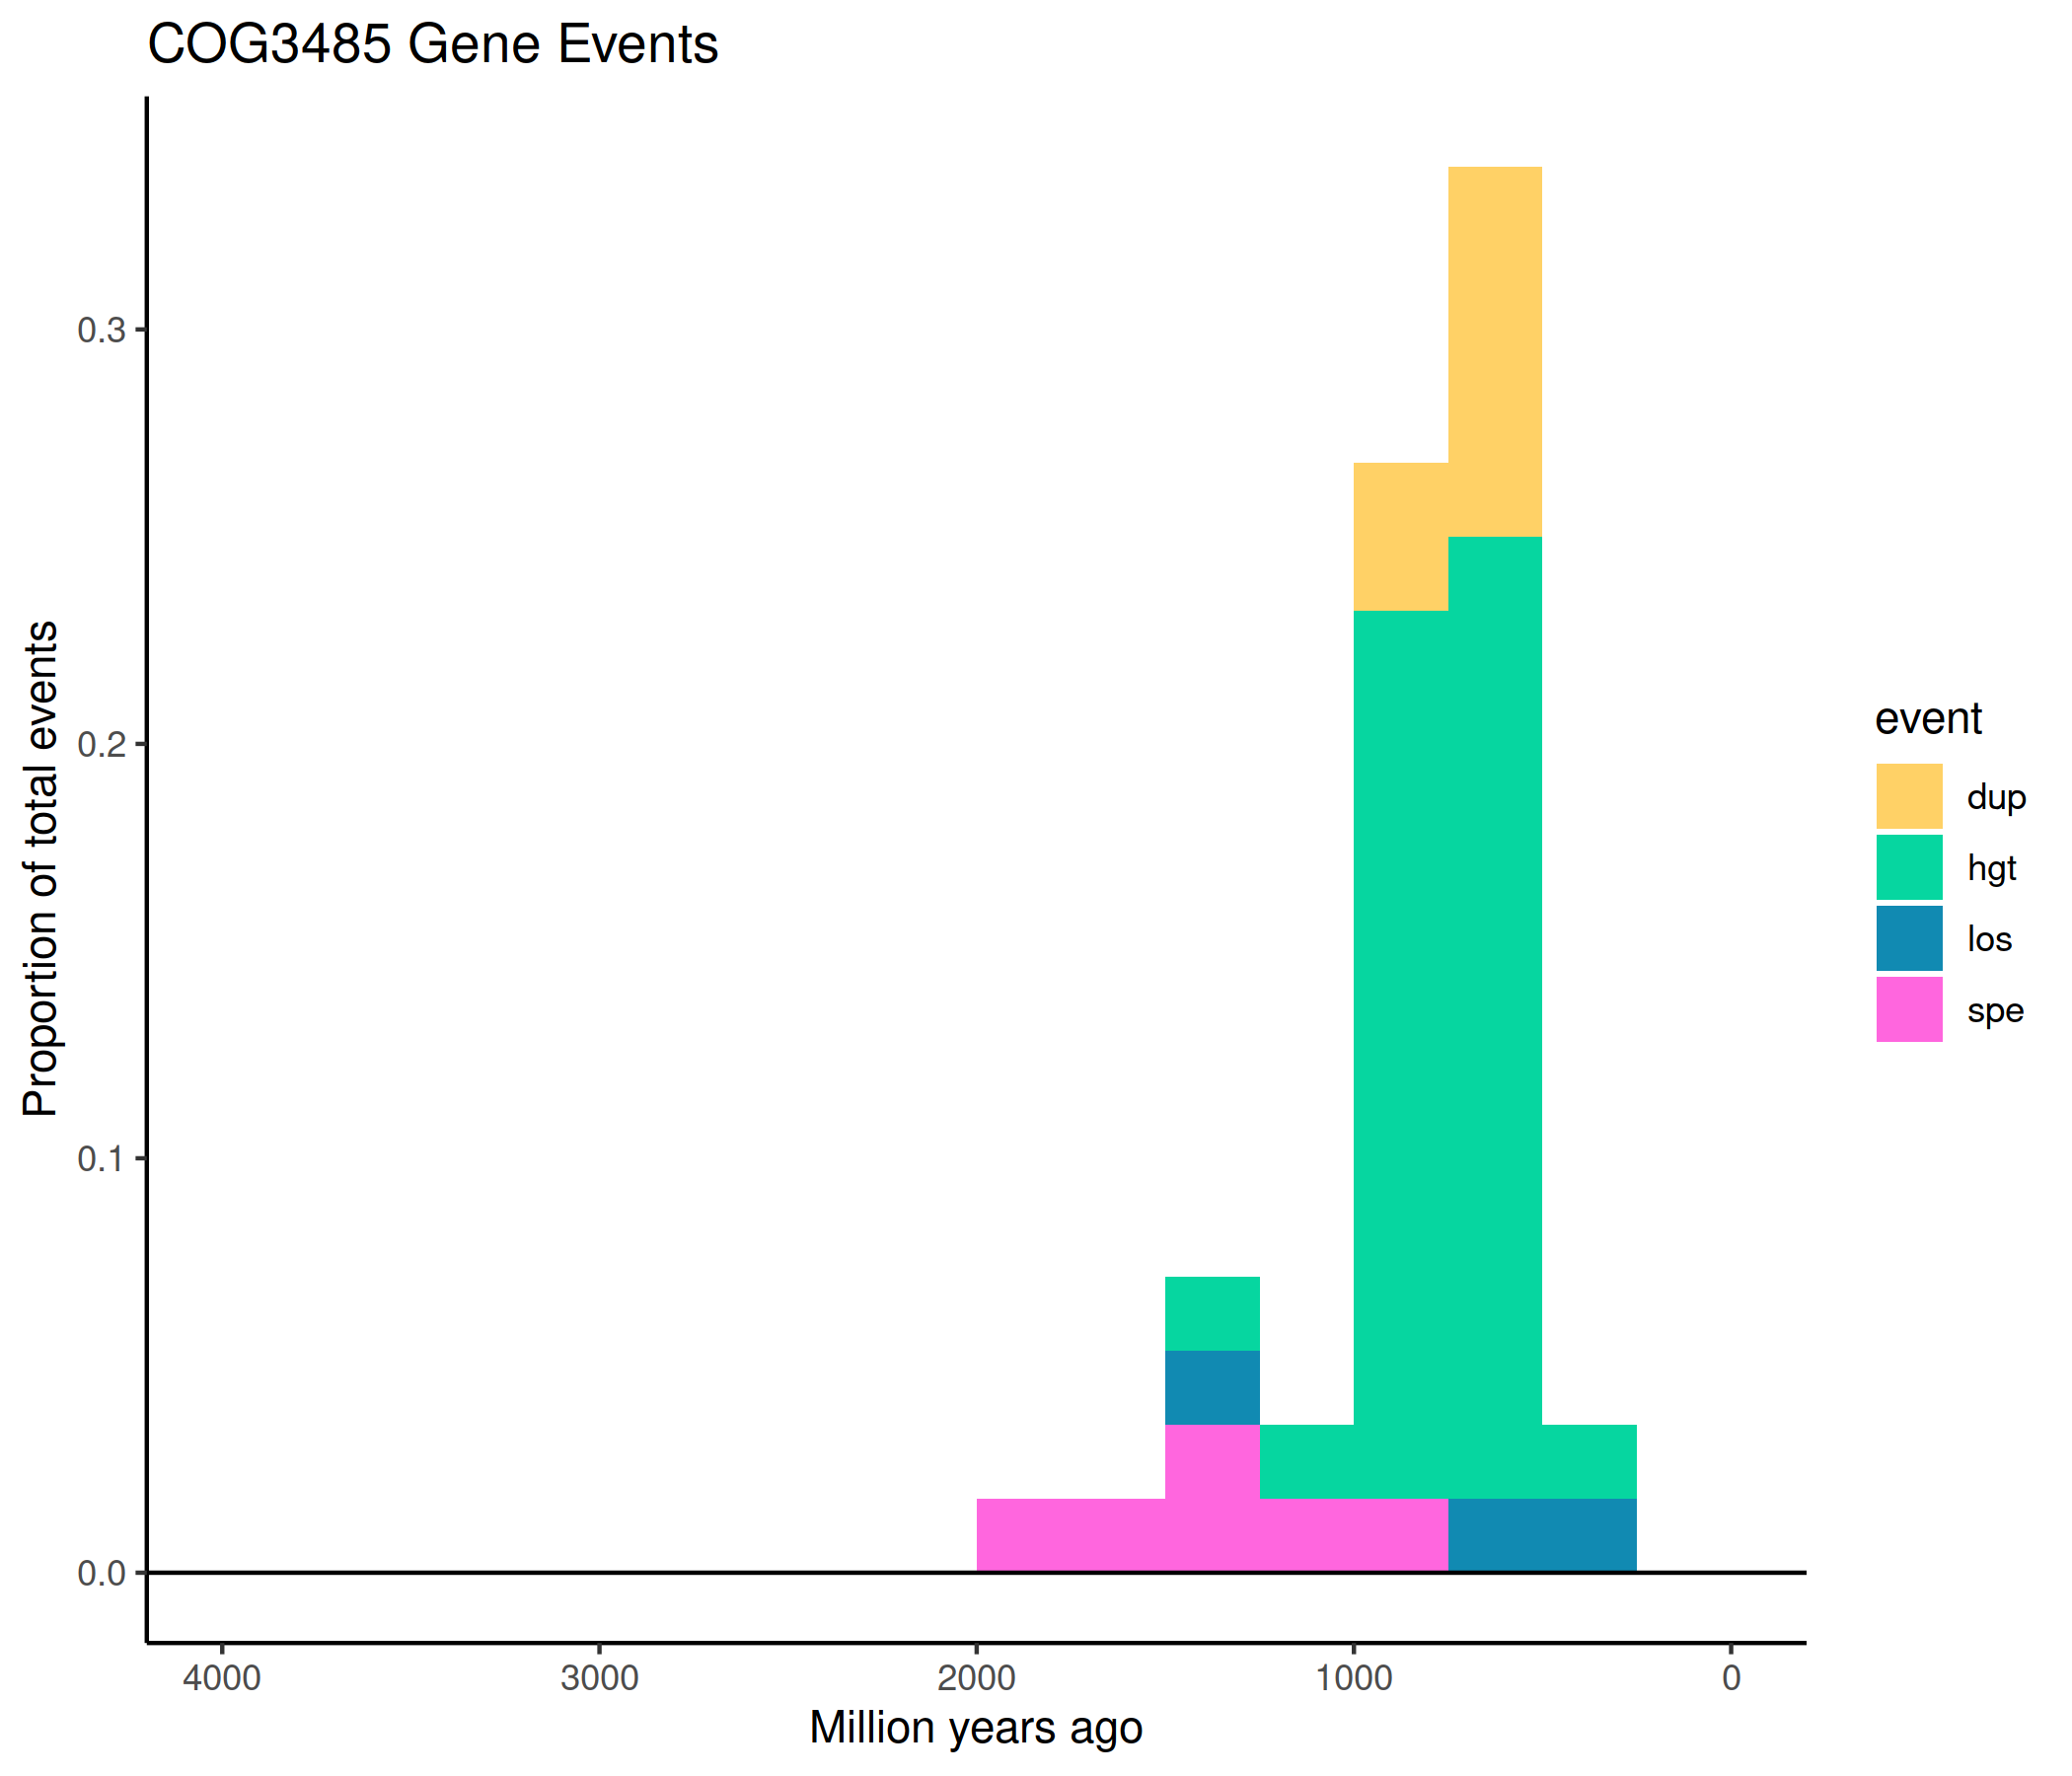 COG3485 Gene Events
Proportion of total events
0.3
0.2
0.1
0.0
4000 3000 2000 1000 0
Million years ago
event
dup
hgt
los
spe